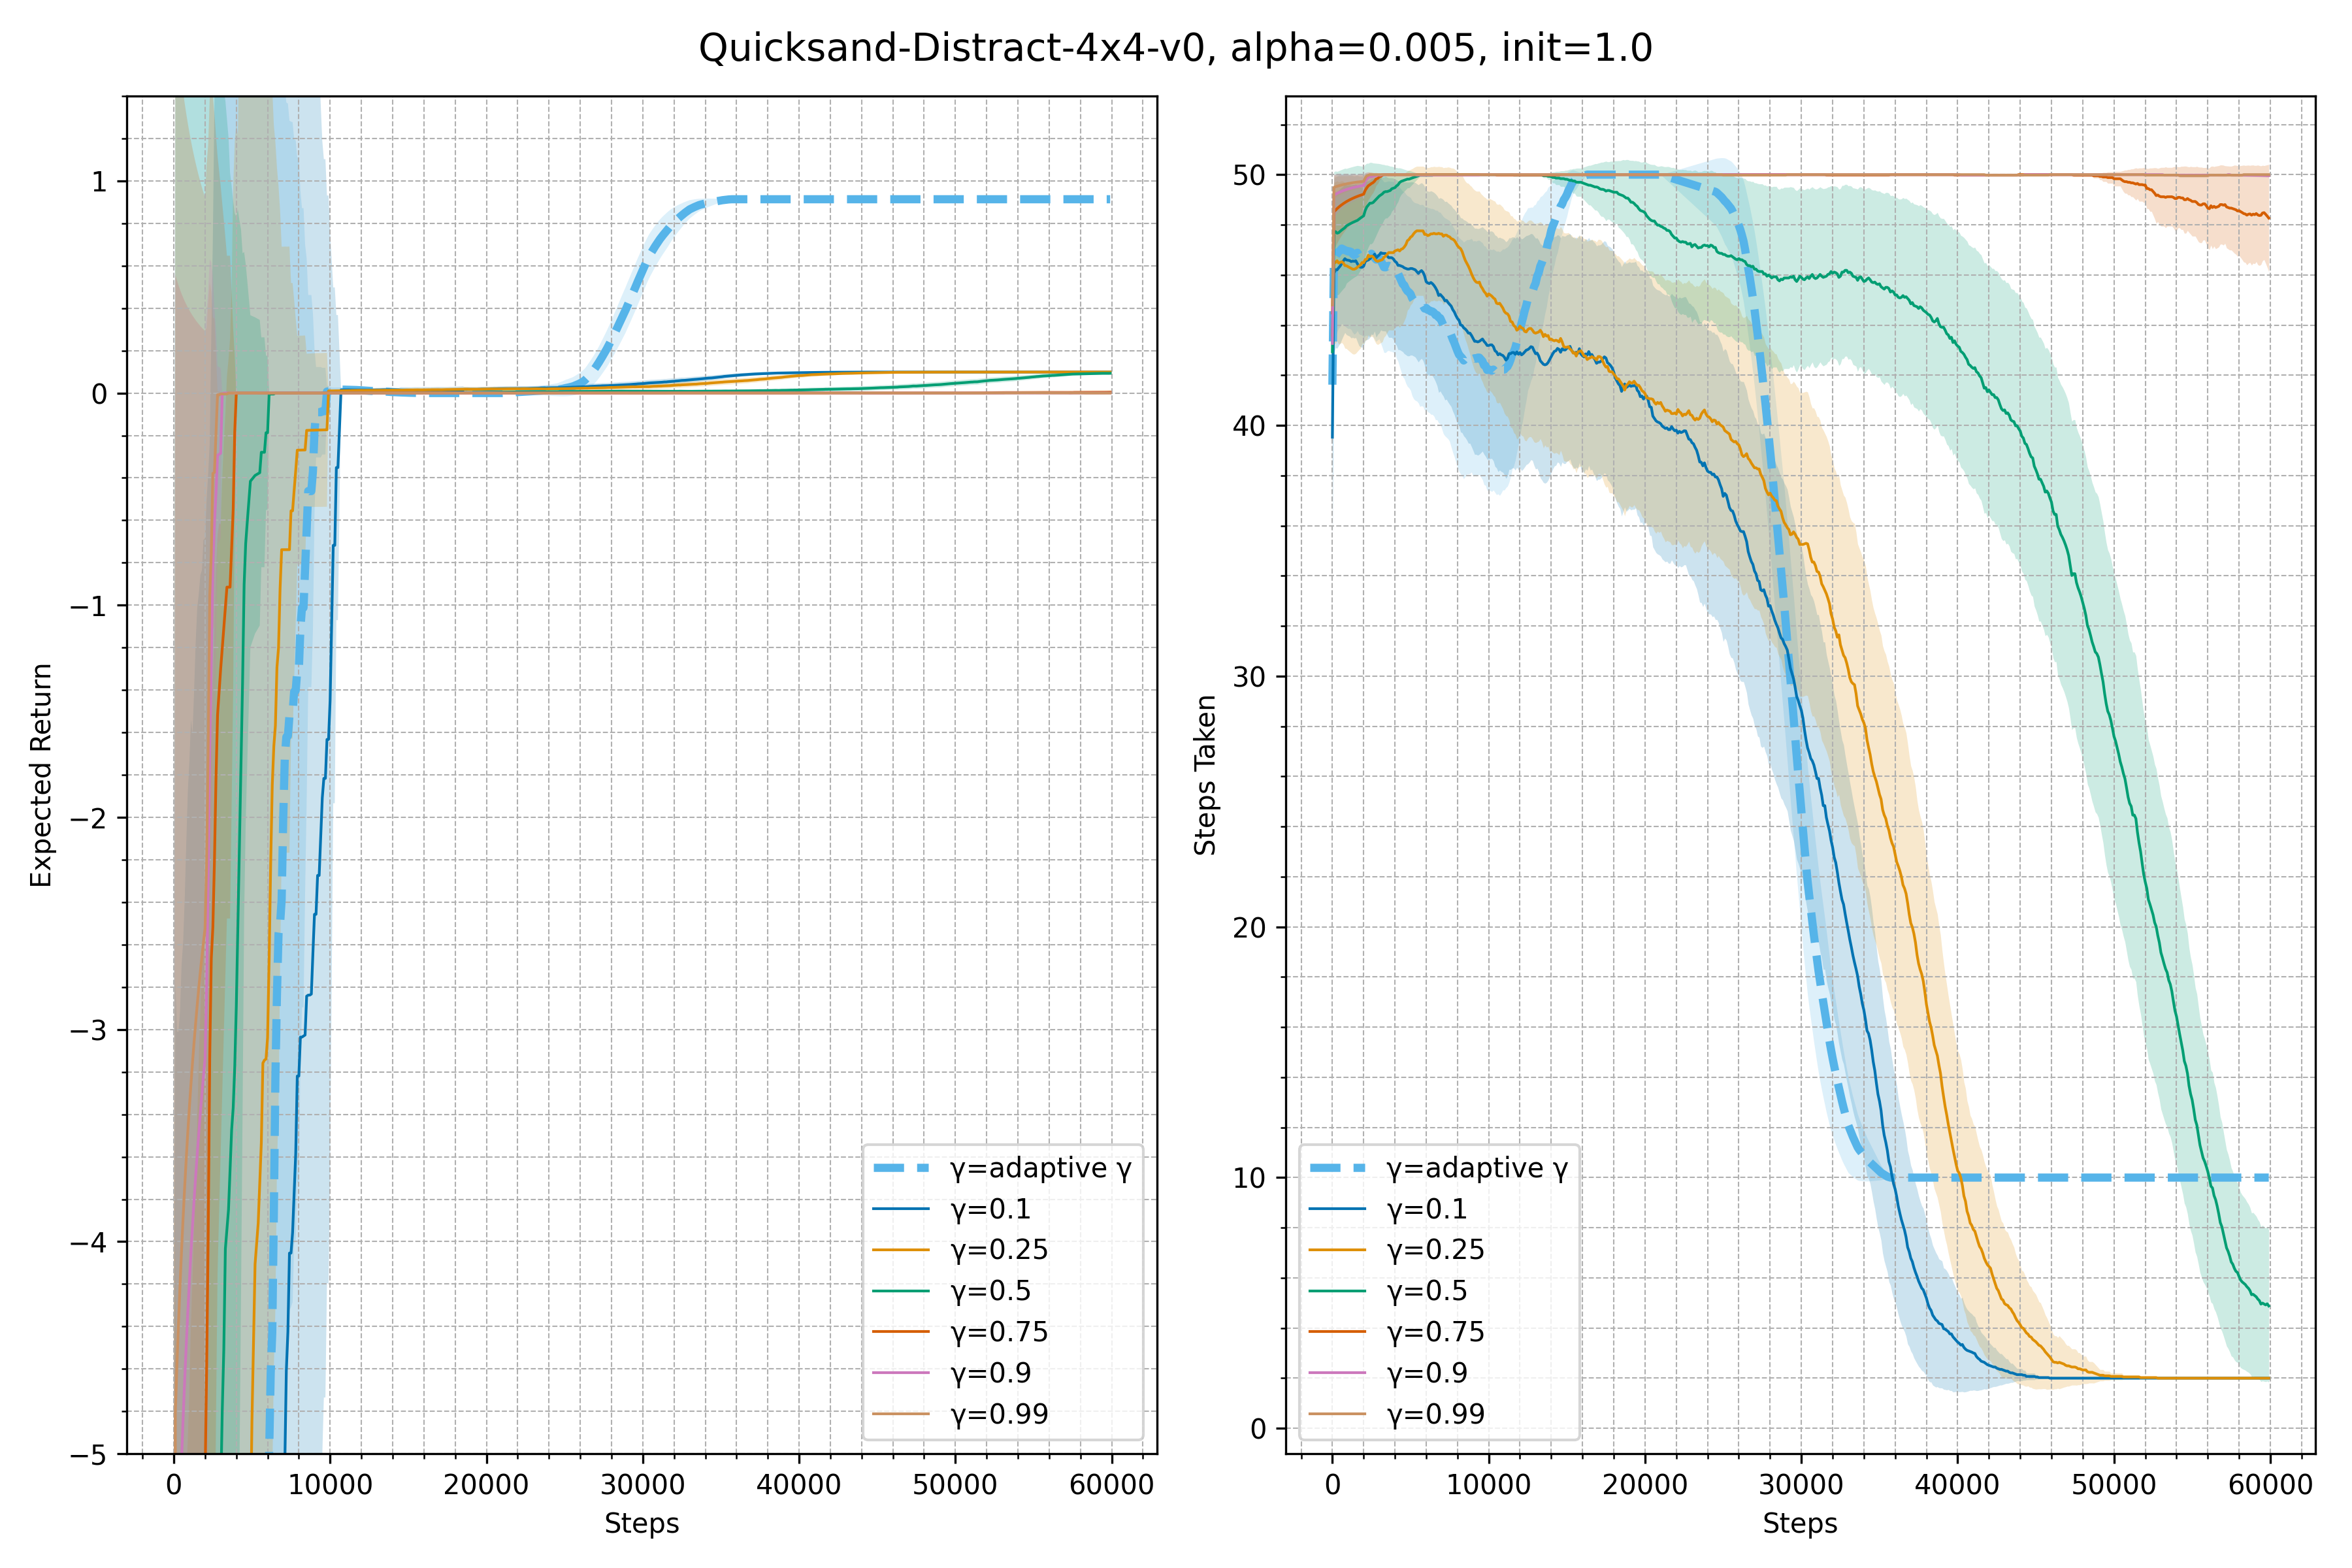 Quicksand-Distract-4x4-v0, alpha=0.005, init=1.0
Expected Return
1
0
−1
−2
−3
−4
−5
0
10000
20000
30000
40000
50000
60000
Steps
γ=adaptive γ
γ=0.1
γ=0.25
γ=0.5
γ=0.75
γ=0.9
γ=0.99
Steps Taken
50
40
30
20
10
0
0
10000
20000
30000
40000
50000
60000
Steps
γ=adaptive γ
γ=0.1
γ=0.25
γ=0.5
γ=0.75
γ=0.9
γ=0.99